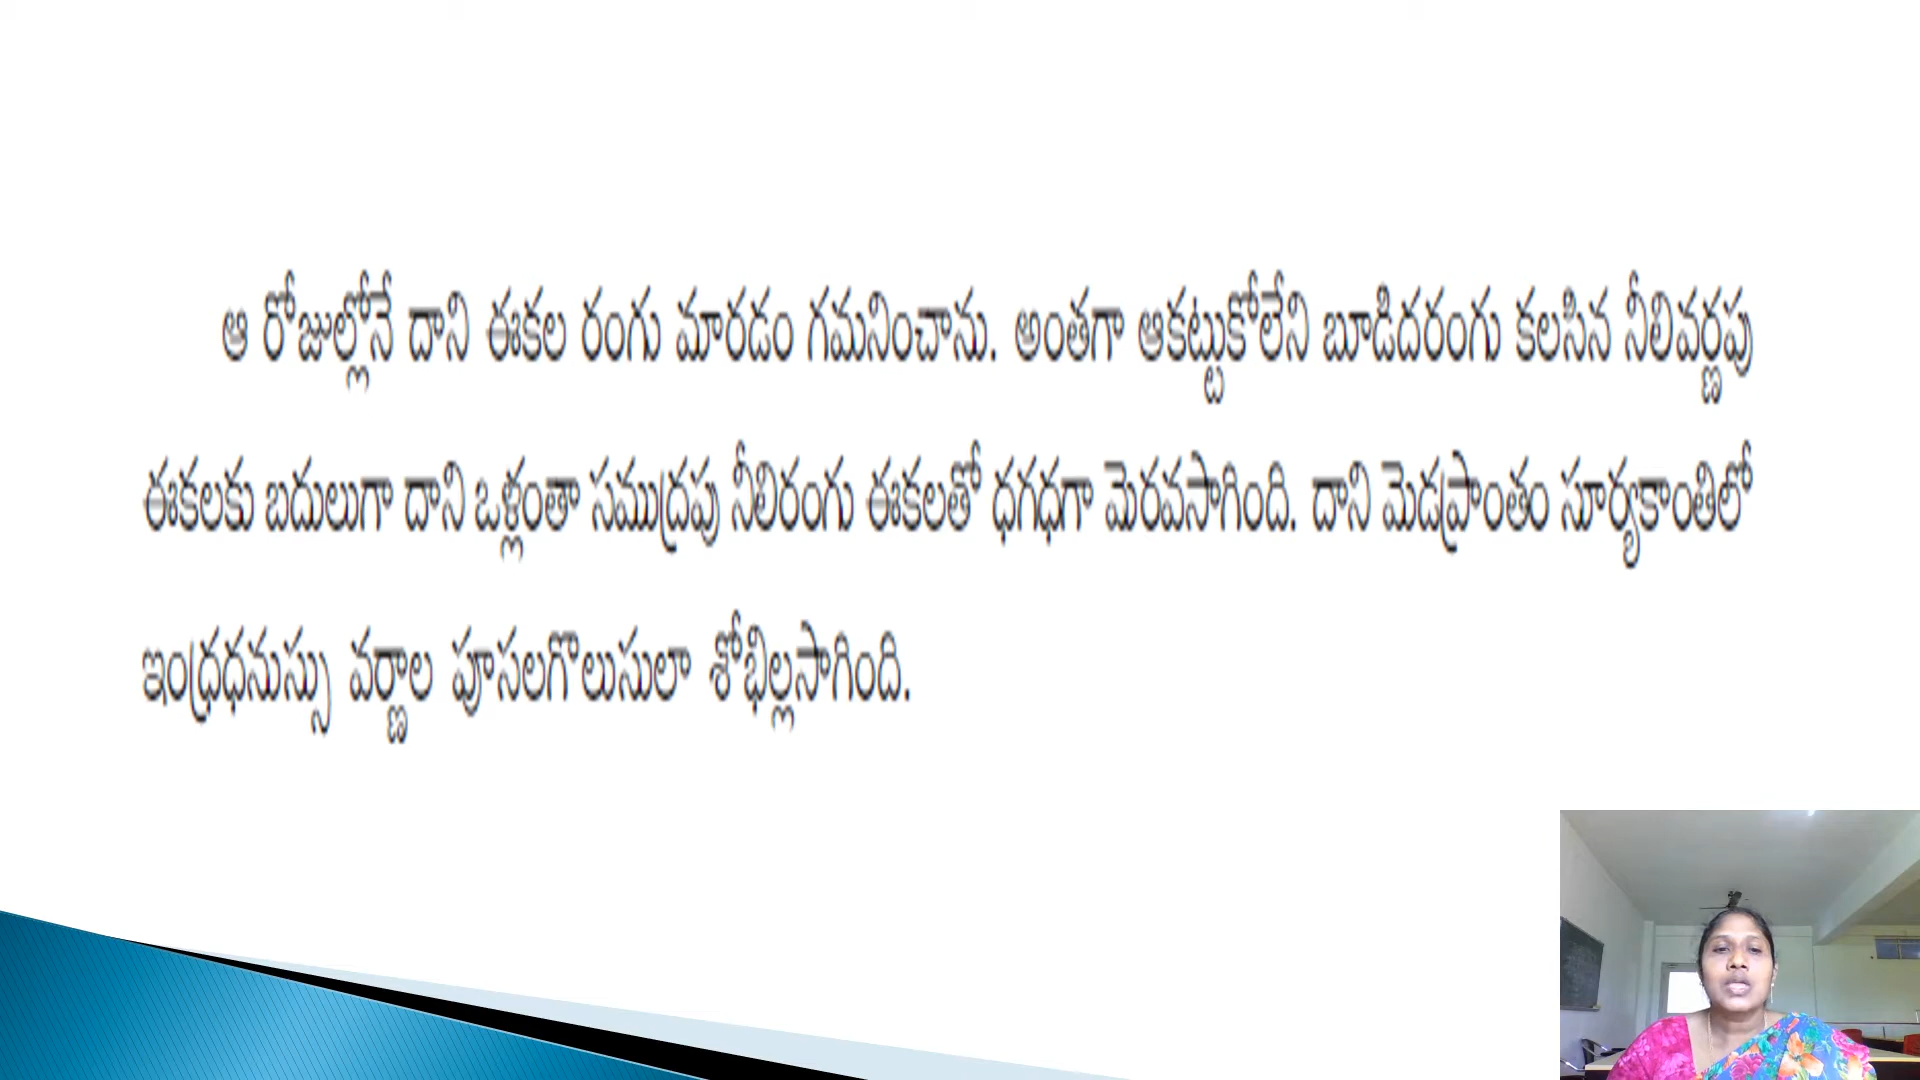 ఆ రోజుల్లోనే దాని ఈకల రంగు మారడం గమనించాను. అంతగా ఆకట్టుకోలేని బూడిదరంగు కలసిన నీలివర్ణపు
ఈకలకు బదులుగా దాని ఒళ్లంతా సముద్రపు నీలిరంగు ఈకలతో ధగధగా మెరవసాగింది. దాని మెడప్రాంతం సూర్యకాంతిలో
ఇంద్రధనుస్సు వర్ణాల పూసలగొలుసులా శోభిల్లసాగింది.